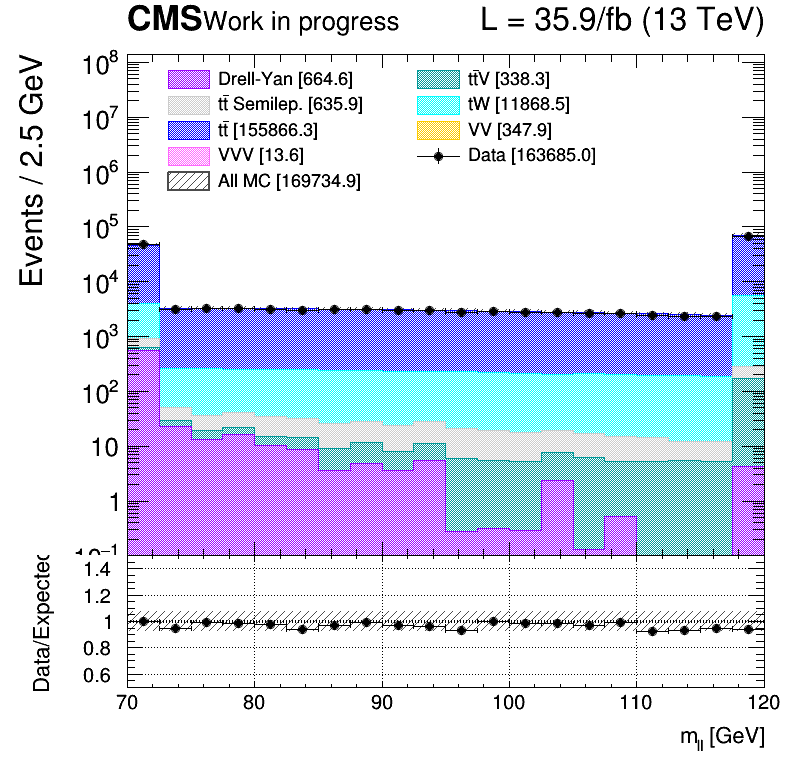 CMS Work in progress L = 35.9/fb (13 TeV)
Drell-Yan [664.6] tt̄V [338.3]
tt̄ Semilep. [635.9] tW [11868.5]
tt̄ [155866.3] VV [347.9]
VVV [13.6] Data [163685.0]
All MC [169734.9]
Events / 2.5 GeV
10⁸
10⁷
10⁶
10⁵
10⁴
10³
10²
10
1
10⁻¹
Data/Expected
1.4
1.2
1
0.8
0.6
70 80 90 100 110 120
m_ll [GeV]